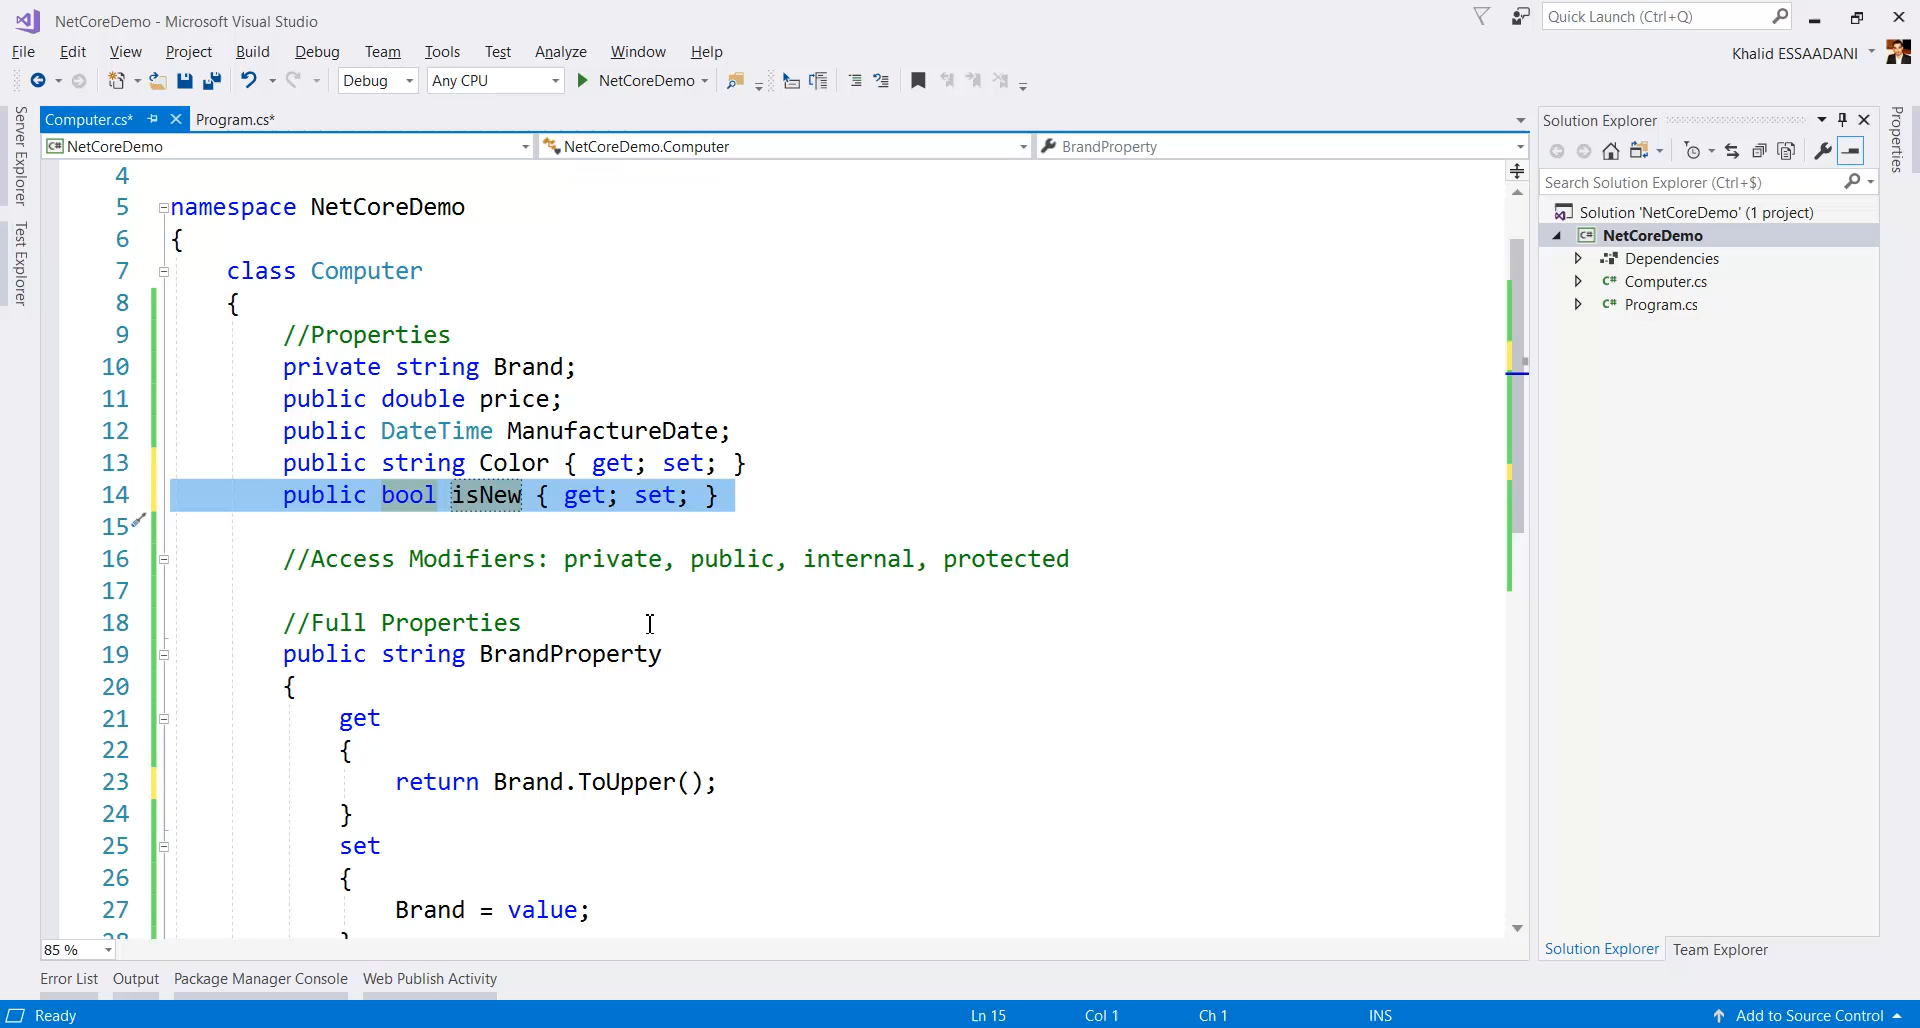 NetCoreDemo - Microsoft Visual Studio
Quick Launch (Ctrl+Q)
File Edit View Project Build Debug Team Tools Test Analyze Window Help
Khalid ESSAADANI
Debug Any CPU NetCoreDemo
Server Explorer
Test Explorer
Computer.cs* Program.cs*
C# NetCoreDemo NetCoreDemo.Computer BrandProperty
4
5 namespace NetCoreDemo
6 {
7 class Computer
8 {
9 //Properties
10 private string Brand;
11 public double price;
12 public DateTime ManufactureDate;
13 public string Color { get; set; }
14 public bool isNew { get; set; }
15
16 //Access Modifiers: private, public, internal, protected
17
18 //Full Properties
19 public string BrandProperty
20 {
21 get
22 {
23 return Brand.ToUpper();
24 }
25 set
26 {
27 Brand = value;
28 }
85 %
Solution Explorer
Search Solution Explorer (Ctrl+$)
Solution 'NetCoreDemo' (1 project)
C# NetCoreDemo
Dependencies
C# Computer.cs
C# Program.cs
Solution Explorer Team Explorer
Properties
Error List Output Package Manager Console Web Publish Activity
Ready Ln 15 Col 1 Ch 1 INS Add to Source Control